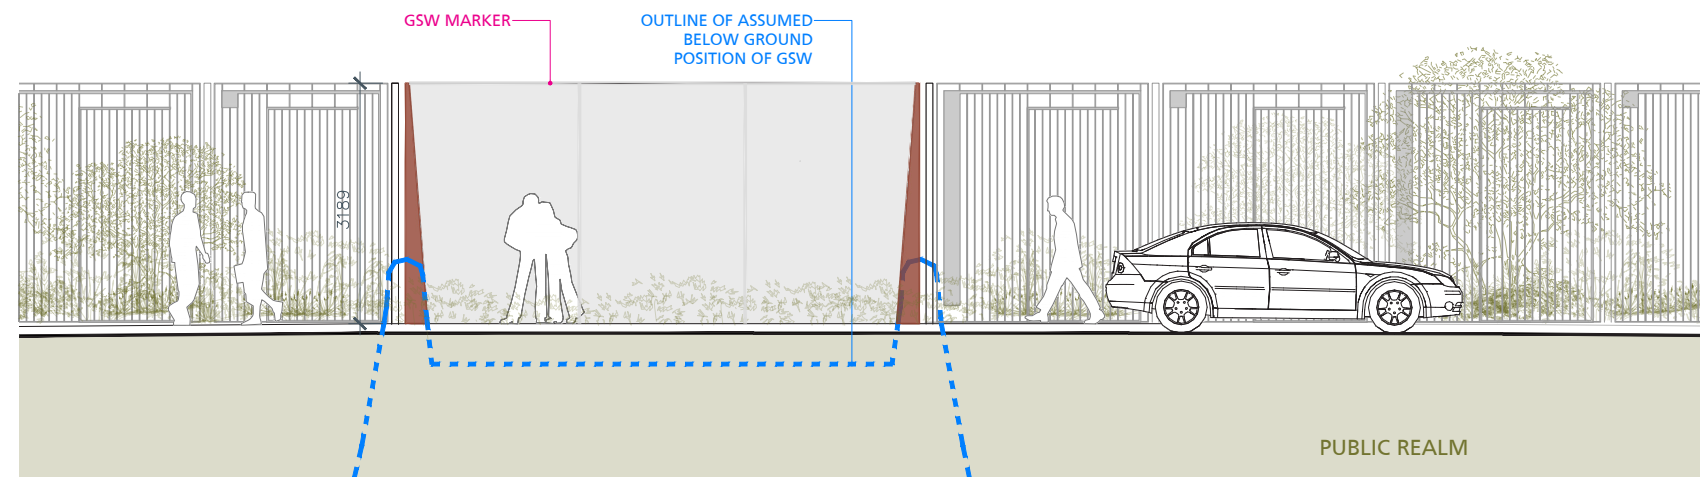 GSW MARKER
OUTLINE OF ASSUMED
BELOW GROUND
POSITION OF GSW
3189
PUBLIC REALM